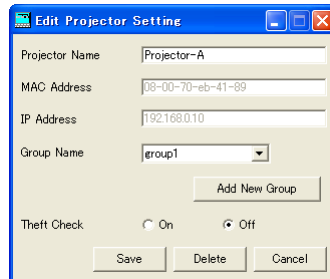 Edit Projector Setting
Projector Name Projector-A
MAC Address 08-00-70-eb-41-89
IP Address 192.168.0.10
Group Name group1
Add New Group
Theft Check On Off
Save Delete Cancel